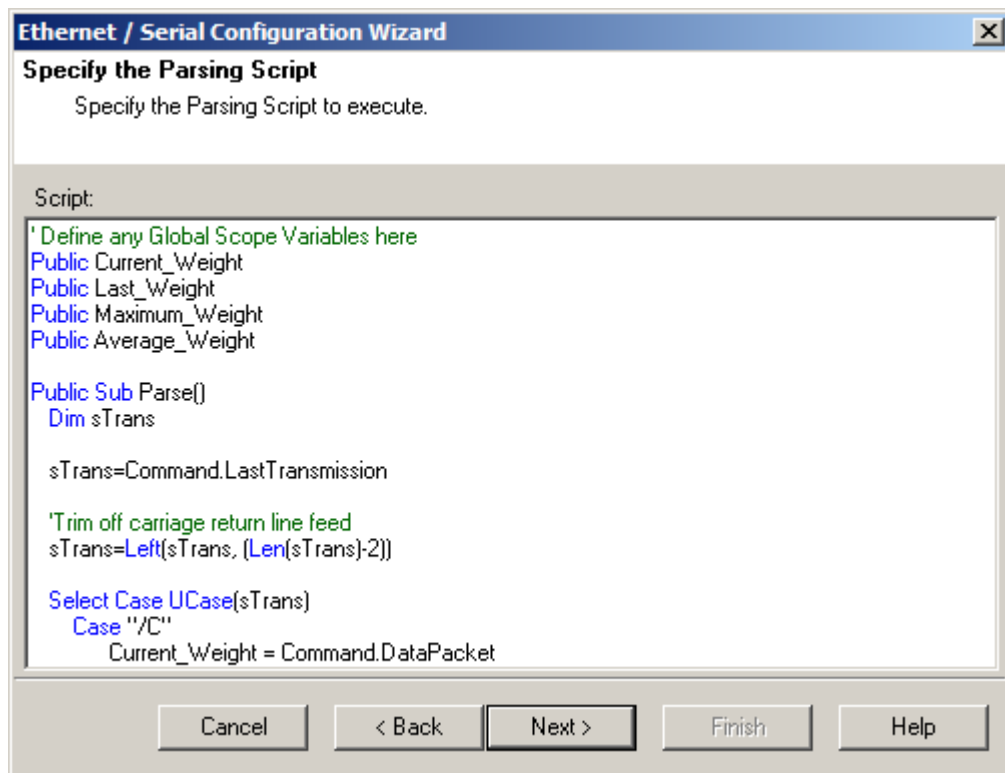 Ethernet / Serial Configuration Wizard
Specify the Parsing Script
Specify the Parsing Script to execute.
Script:
' Define any Global Scope Variables here
Public Current_Weight
Public Last_Weight
Public Maximum_Weight
Public Average_Weight
Public Sub Parse()
Dim sTrans
sTrans=Command.LastTransmission
'Trim off carriage return line feed
sTrans=Left(sTrans, (Len(sTrans)-2))
Select Case UCase(sTrans)
Case "/C"
Current_Weight = Command.DataPacket
Cancel
< Back
Next >
Finish
Help